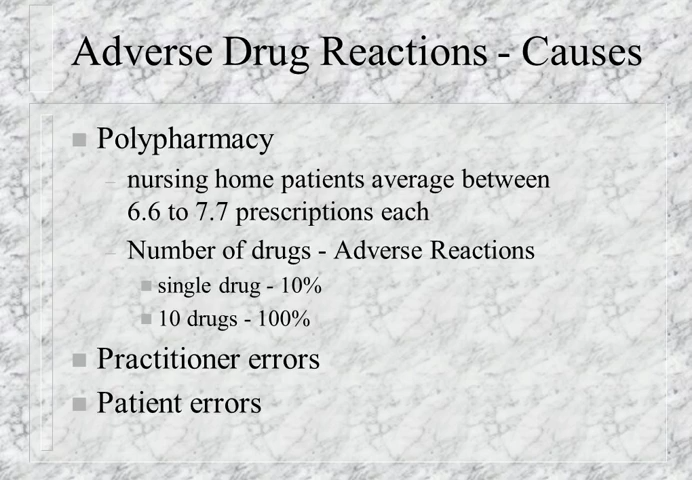 Adverse Drug Reactions - Causes
Polypharmacy
nursing home patients average between
6.6 to 7.7 prescriptions each
Number of drugs - Adverse Reactions
single drug - 10%
10 drugs - 100%
Practitioner errors
Patient errors